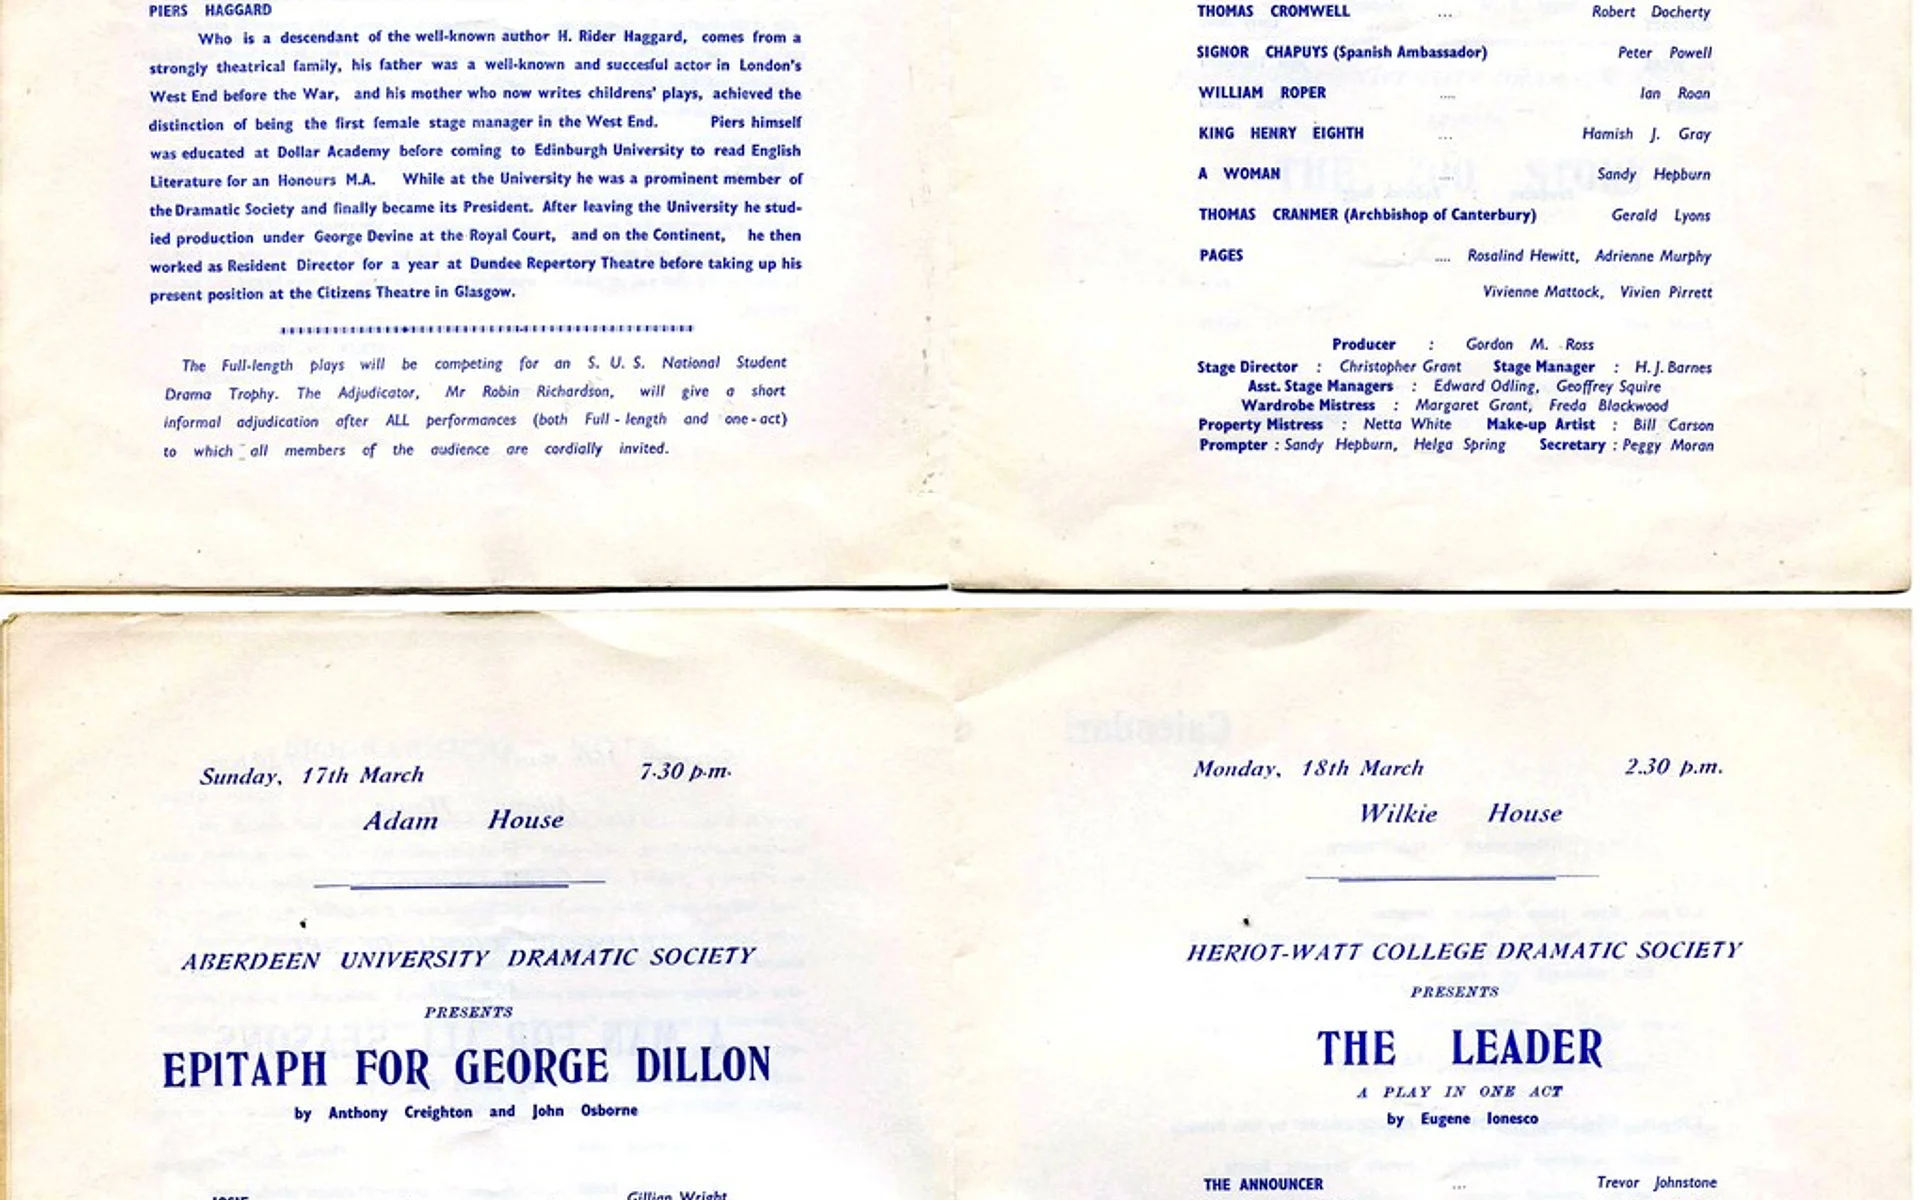 PIERS HAGGARD
Who is a descendant of the well-known author H. Rider Haggard, comes from a
strongly theatrical family, his father was a well-known and succesful actor in London's
West End before the War, and his mother who now writes childrens' plays, achieved the
distinction of being the first female stage manager in the West End. Piers himself
was educated at Dollar Academy before coming to Edinburgh University to read English
Literature for an Honours M.A. While at the University he was a prominent member of
the Dramatic Society and finally became its President. After leaving the University he stud-
ied production under George Devine at the Royal Court, and on the Continent, he then
worked as Resident Director for a year at Dundee Repertory Theatre before taking up his
present position at the Citizens Theatre in Glasgow.
The Full-length plays will be competing for an S. U. S. National Student
Drama Trophy. The Adjudicator, Mr Robin Richardson, will give a short
informal adjudication after ALL performances (both Full-length and one-act)
to which all members of the audience are cordially invited.
THOMAS CROMWELL ... Robert Docherty
SIGNOR CHAPUYS (Spanish Ambassador) Peter Powell
WILLIAM ROPER .... Ian Roan
KING HENRY EIGHTH ... Hamish J. Gray
A WOMAN .... Sandy Hepburn
THOMAS CRANMER (Archbishop of Canterbury) Gerald Lyons
PAGES .... Rosalind Hewitt, Adrienne Murphy
Vivienne Mattock, Vivien Pirrett
Producer : Gordon M. Ross
Stage Director : Christopher Grant Stage Manager : H. J. Barnes
Asst. Stage Managers : Edward Odling, Geoffrey Squire
Wardrobe Mistress : Margaret Grant, Freda Blackwood
Property Mistress : Netta White Make-up Artist : Bill Carson
Prompter : Sandy Hepburn, Helga Spring Secretary : Peggy Moran
Sunday, 17th March 7.30 p.m.
Adam House
ABERDEEN UNIVERSITY DRAMATIC SOCIETY
PRESENTS
EPITAPH FOR GEORGE DILLON
by Anthony Creighton and John Osborne
JOSIE Gillian Wright
Monday, 18th March 2.30 p.m.
Wilkie House
HERIOT-WATT COLLEGE DRAMATIC SOCIETY
PRESENTS
THE LEADER
A PLAY IN ONE ACT
by Eugene Ionesco
THE ANNOUNCER ... Trevor Johnstone